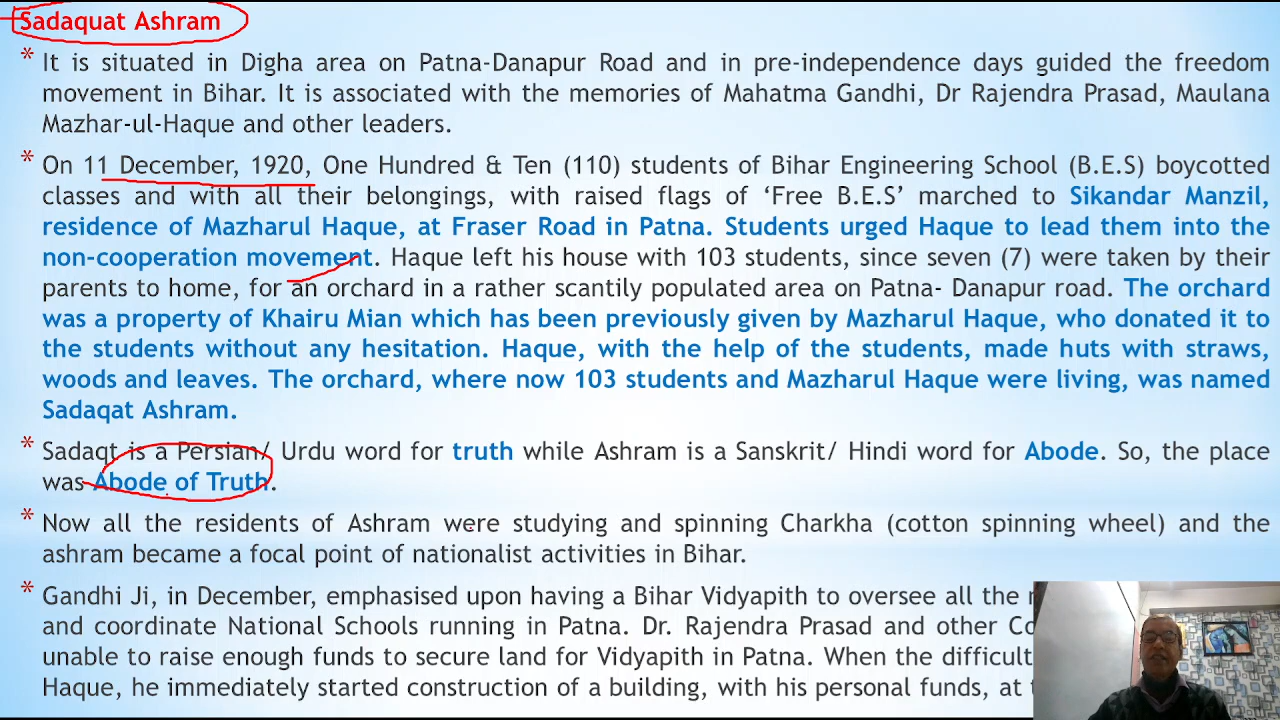 Sadaquat Ashram
* It is situated in Digha area on Patna-Danapur Road and in pre-independence days guided the freedom
movement in Bihar. It is associated with the memories of Mahatma Gandhi, Dr Rajendra Prasad, Maulana
Mazhar-ul-Haque and other leaders.
* On 11 December, 1920, One Hundred & Ten (110) students of Bihar Engineering School (B.E.S) boycotted
classes and with all their belongings, with raised flags of ‘Free B.E.S’ marched to Sikandar Manzil,
residence of Mazharul Haque, at Fraser Road in Patna. Students urged Haque to lead them into the
non-cooperation movement. Haque left his house with 103 students, since seven (7) were taken by their
parents to home, for an orchard in a rather scantily populated area on Patna- Danapur road. The orchard
was a property of Khairu Mian which has been previously given by Mazharul Haque, who donated it to
the students without any hesitation. Haque, with the help of the students, made huts with straws,
woods and leaves. The orchard, where now 103 students and Mazharul Haque were living, was named
Sadaqat Ashram.
* Sadaqt is a Persian/ Urdu word for truth while Ashram is a Sanskrit/ Hindi word for Abode. So, the place
was Abode of Truth.
* Now all the residents of Ashram were studying and spinning Charkha (cotton spinning wheel) and the
ashram became a focal point of nationalist activities in Bihar.
* Gandhi Ji, in December, emphasised upon having a Bihar Vidyapith to oversee all the
and coordinate National Schools running in Patna. Dr. Rajendra Prasad and other
unable to raise enough funds to secure land for Vidyapith in Patna. When the
Haque, he immediately started construction of a building, with his personal funds, at